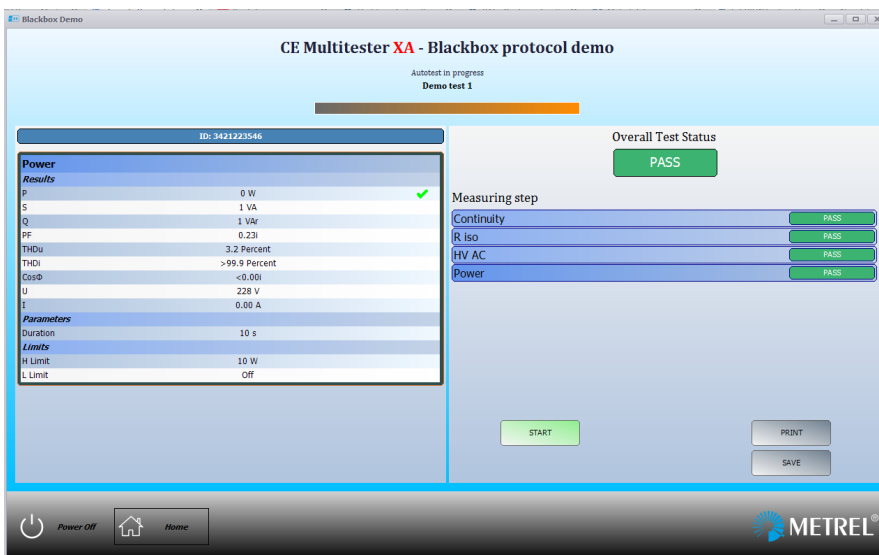 Blackbox Demo
CE Multitester XA - Blackbox protocol demo
Autotest in progress
Demo test 1
ID: 3421223546
Power
Results
P 0 W
S 1 VA
Q 1 VAr
PF 0.23i
THDu 3.2 Percent
THDi >99.9 Percent
CosΦ <0.00i
U 228 V
I 0.00 A
Parameters
Duration 10 s
Limits
H Limit 10 W
L Limit Off
Overall Test Status
PASS
Measuring step
Continuity PASS
R iso PASS
HV AC PASS
Power PASS
START
PRINT
SAVE
Power Off
Home
METREL®